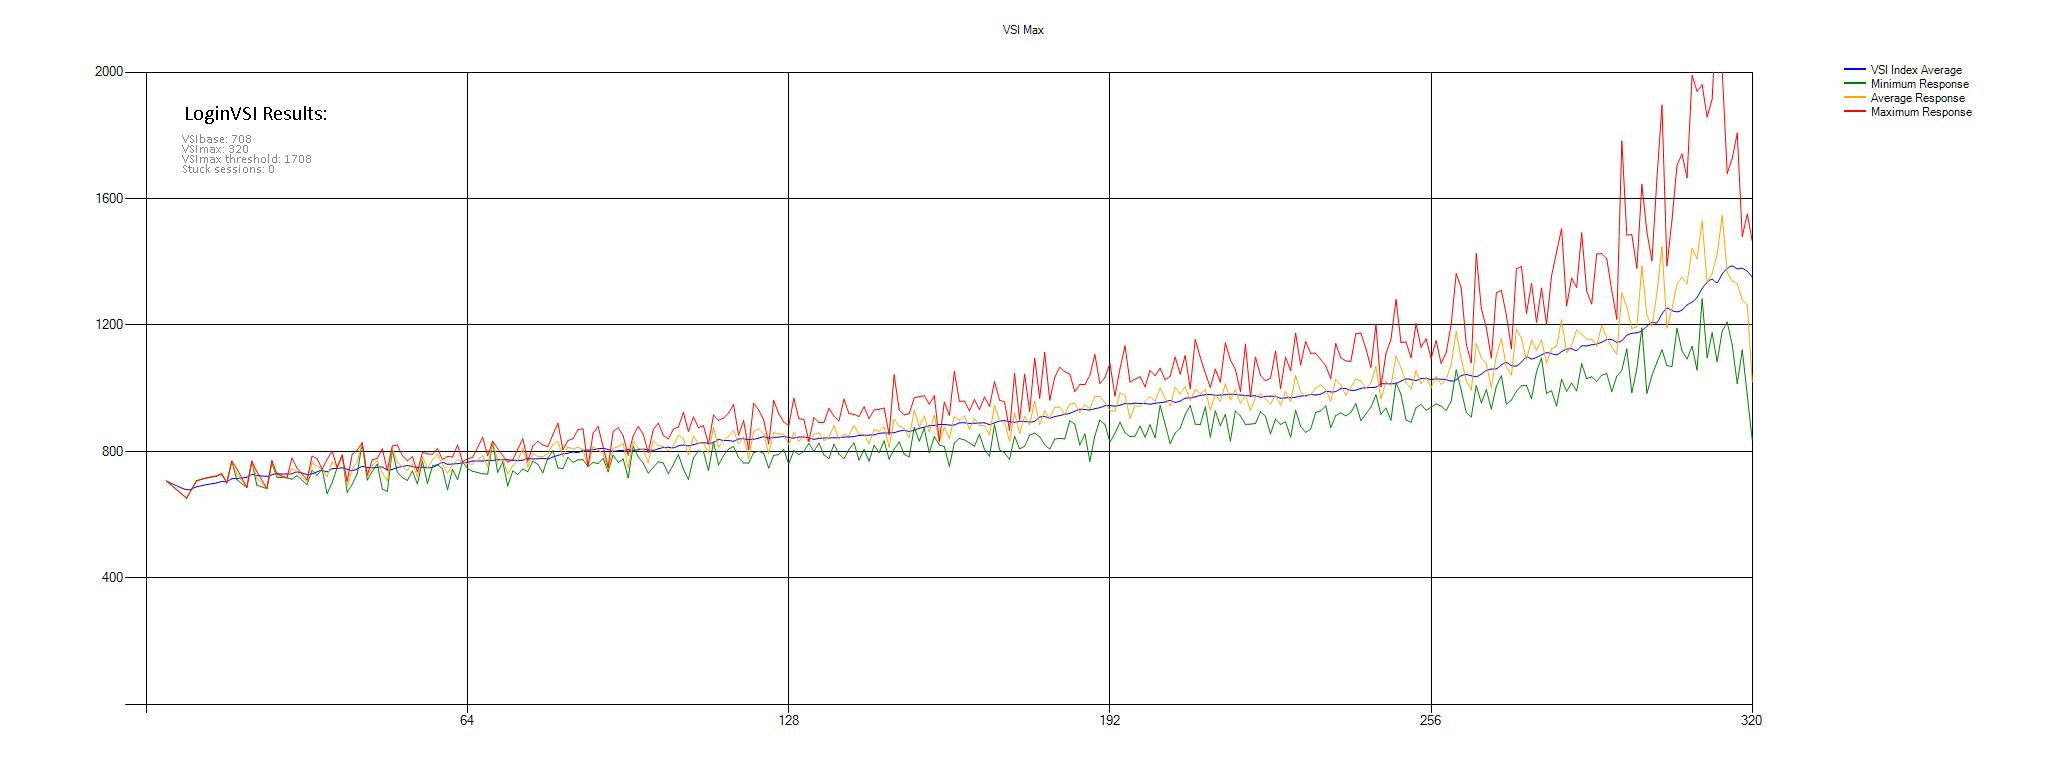 VSI Max
2000
1600
1200
800
400
64
128
192
256
320
LoginVSI Results:
VSIbase: 708
VSImax: 320
VSImax threshold: 1708
Stuck sessions: 0
VSI Index Average
Minimum Response
Average Response
Maximum Response